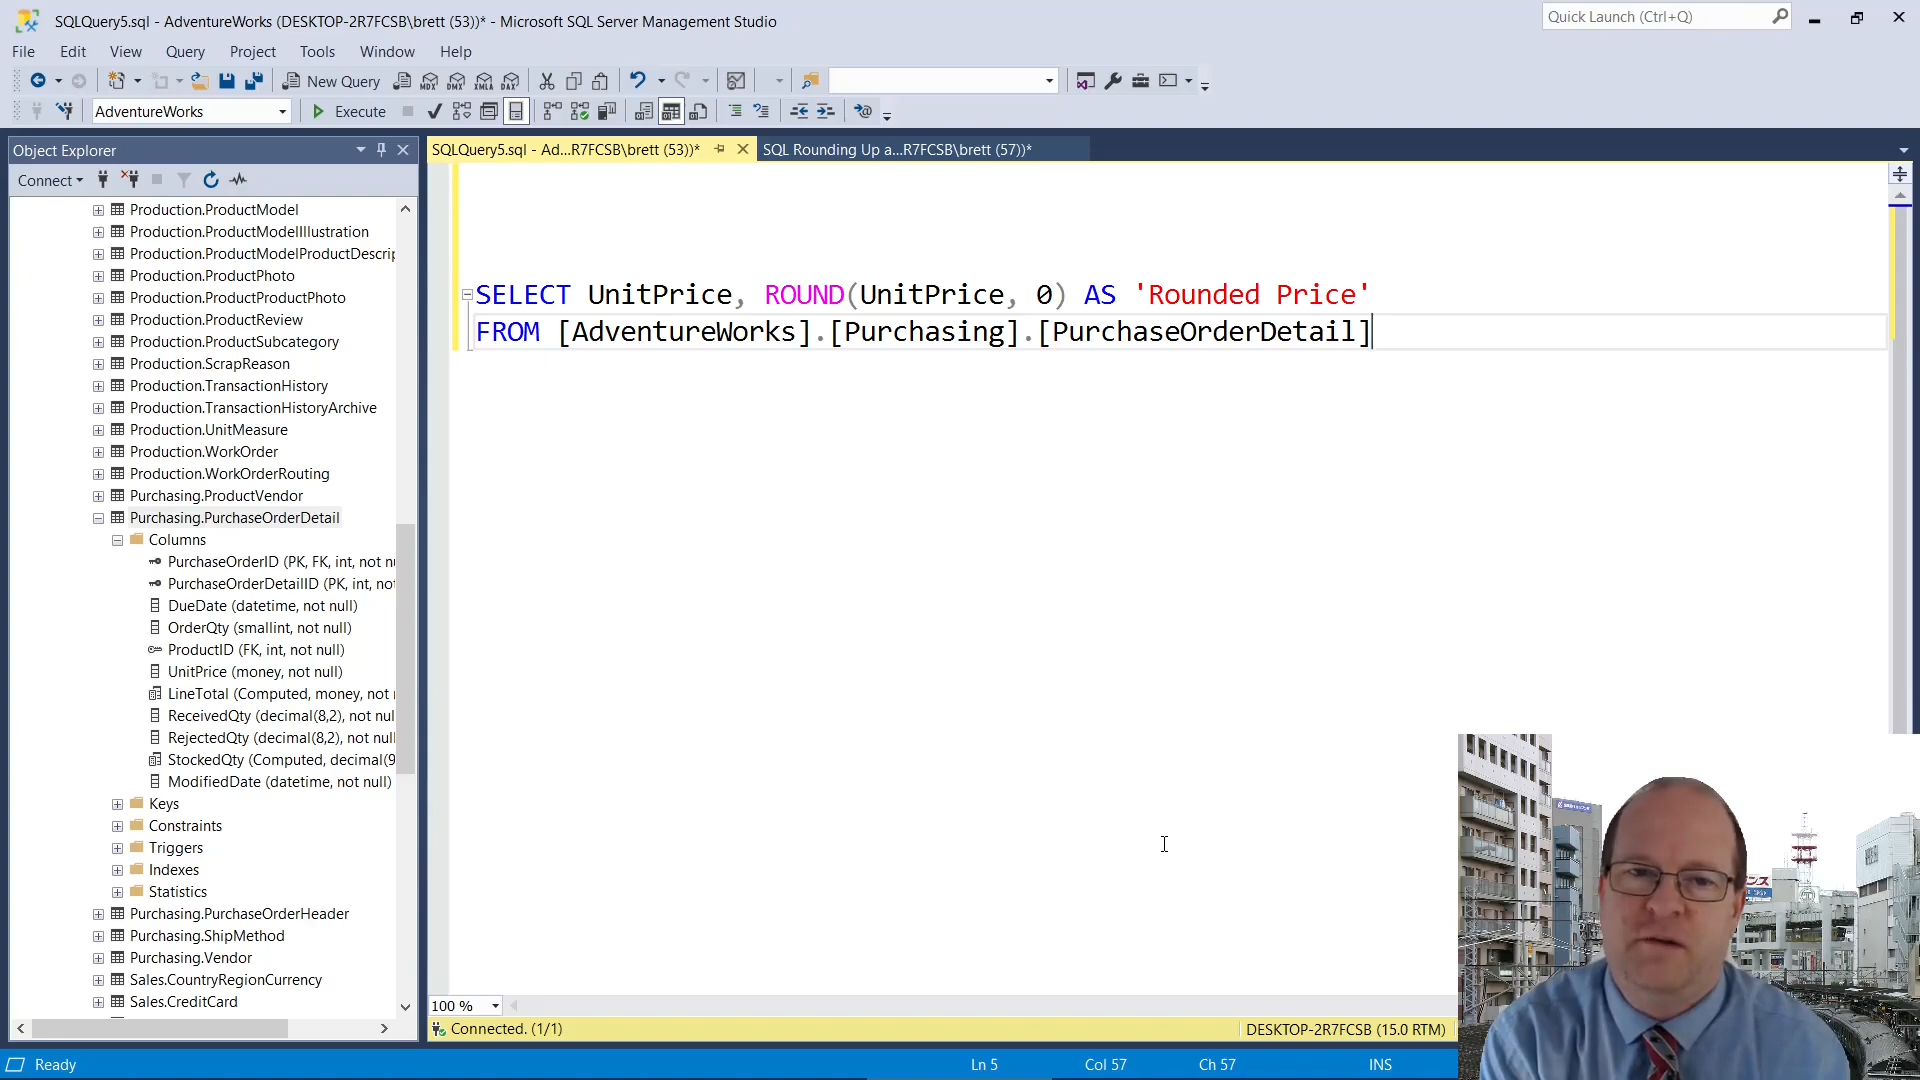 SQLQuery5.sql - AdventureWorks (DESKTOP-2R7FCSB\brett (53))* - Microsoft SQL Server Management Studio
Quick Launch (Ctrl+Q)
File Edit View Query Project Tools Window Help
New Query MDX DMX XMLA DAX
AdventureWorks Execute
Object Explorer
SQLQuery5.sql - Ad...R7FCSB\brett (53))* SQL Rounding Up a...R7FCSB\brett (57))*
Connect
Production.ProductModel
Production.ProductModelIllustration
Production.ProductModelProductDescrip
Production.ProductPhoto
Production.ProductProductPhoto
Production.ProductReview
Production.ProductSubcategory
Production.ScrapReason
Production.TransactionHistory
Production.TransactionHistoryArchive
Production.UnitMeasure
Production.WorkOrder
Production.WorkOrderRouting
Purchasing.ProductVendor
Purchasing.PurchaseOrderDetail
Columns
PurchaseOrderID (PK, FK, int, not nu
PurchaseOrderDetailID (PK, int, not
DueDate (datetime, not null)
OrderQty (smallint, not null)
ProductID (FK, int, not null)
UnitPrice (money, not null)
LineTotal (Computed, money, not
ReceivedQty (decimal(8,2), not nul
RejectedQty (decimal(8,2), not null
StockedQty (Computed, decimal(9
ModifiedDate (datetime, not null)
Keys
Constraints
Triggers
Indexes
Statistics
Purchasing.PurchaseOrderHeader
Purchasing.ShipMethod
Purchasing.Vendor
Sales.CountryRegionCurrency
Sales.CreditCard
SELECT UnitPrice, ROUND(UnitPrice, 0) AS 'Rounded Price'
FROM [AdventureWorks].[Purchasing].[PurchaseOrderDetail]
100 %
Connected. (1/1) DESKTOP-2R7FCSB (15.0 RTM)
Ready Ln 5 Col 57 Ch 57 INS